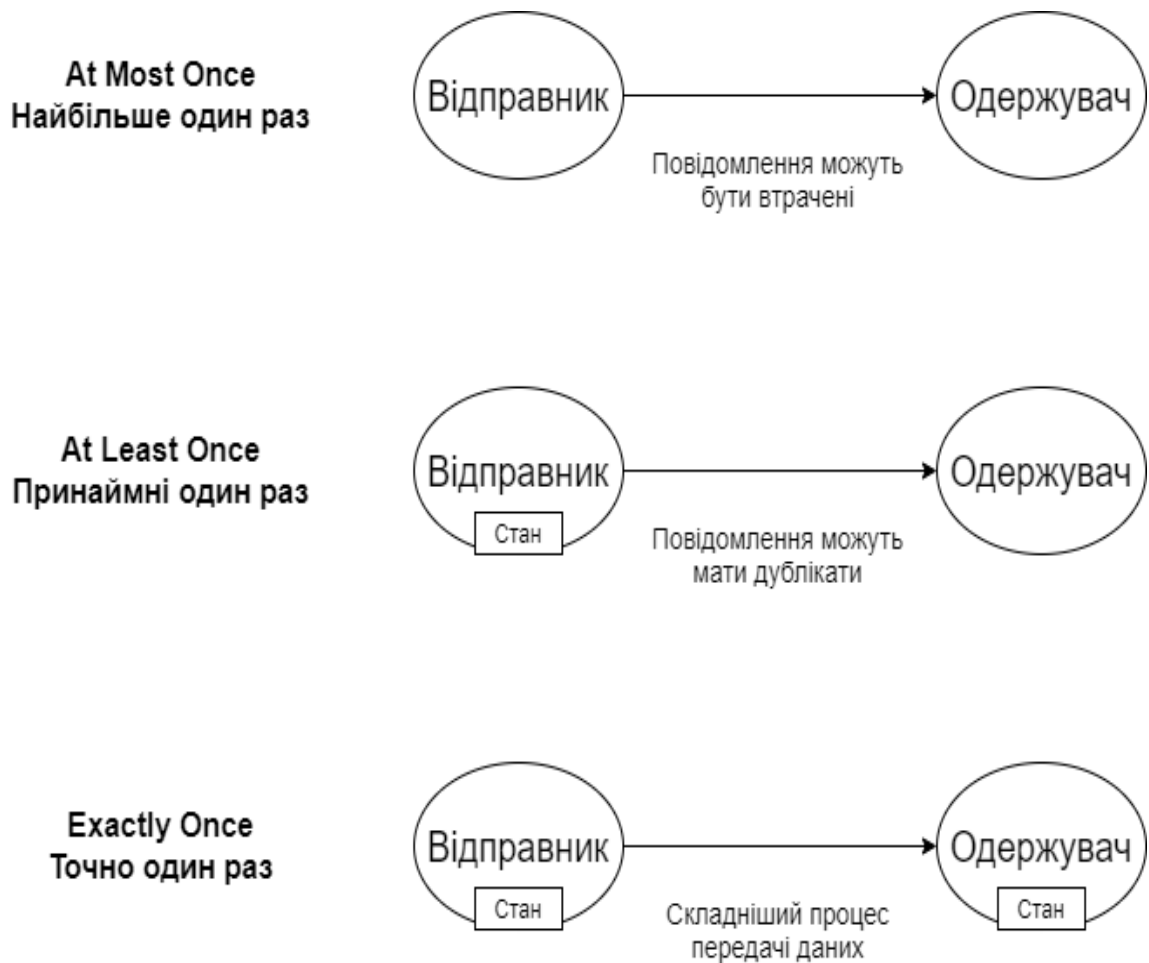 At Most Once
Найбільше один раз
Відправник
Одержувач
Повідомлення можуть
бути втрачені
At Least Once
Принаймні один раз
Відправник
Стан
Одержувач
Повідомлення можуть
мати дублікати
Exactly Once
Точно один раз
Відправник
Стан
Одержувач
Стан
Складніший процес
передачі даних